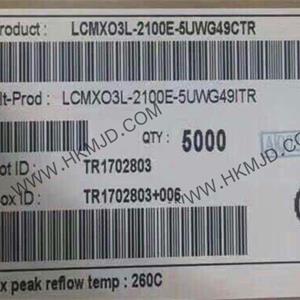 roduct : LCMXO3L-2100E-5UWG49CTR
lt-Prod : LCMXO3L-2100E-5UWG49ITR
QTY : 5000
ot ID : TR1702803
ox ID : TR1702803+006
x peak reflow temp : 260C
www.HKMJD.com
www.HKMJD.com